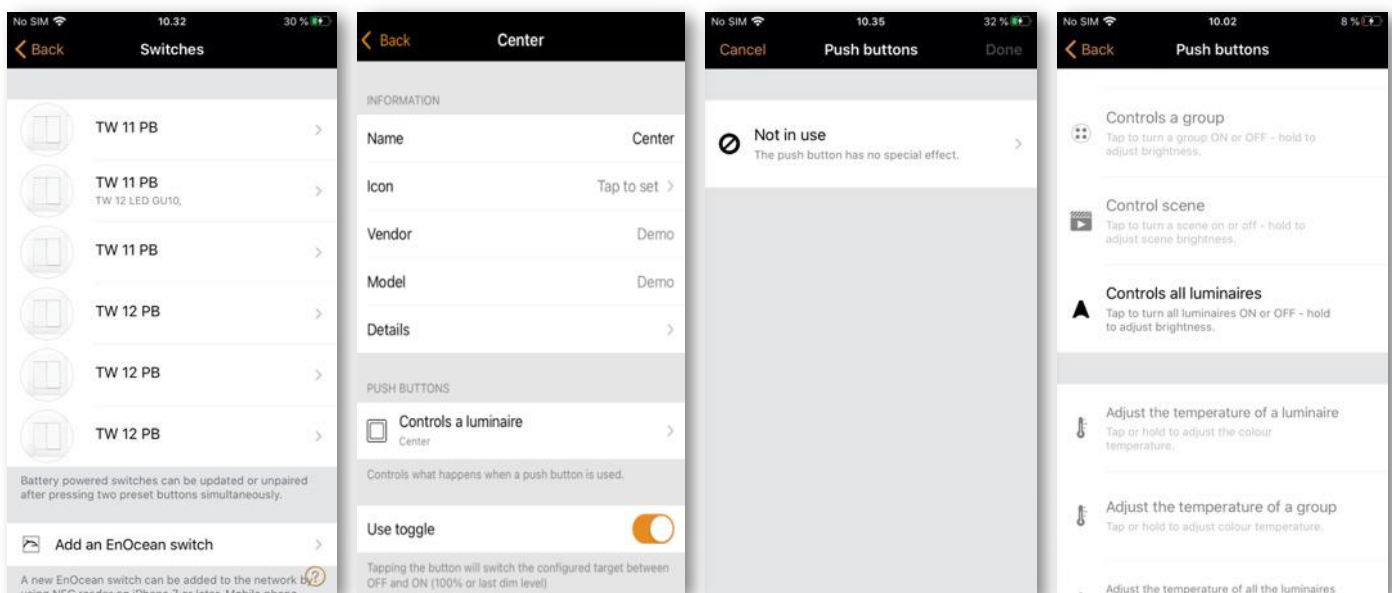 No SIM 10.32 30 %
Back Switches
TW 11 PB
TW 11 PB
TW 12 LED GU10,
TW 11 PB
TW 12 PB
TW 12 PB
TW 12 PB
Battery powered switches can be updated or unpaired
after pressing two preset buttons simultaneously.
Add an EnOcean switch
A new EnOcean switch can be added to the network by
?
using NFC reader on iPhone 7 or later. Mobile phone
Back Center
INFORMATION
Name Center
Icon Tap to set
Vendor Demo
Model Demo
Details
PUSH BUTTONS
Controls a luminaire
Center
Controls what happens when a push button is used.
Use toggle
Tapping the button will switch the configured target between
OFF and ON (100% or last dim level)
No SIM 10.35 32 %
Cancel Push buttons Done
Not in use
The push button has no special effect.
No SIM 10.02 8 %
Back Push buttons
Controls a group
Tap to turn a group ON or OFF - hold to
adjust brightness.
Control scene
Tap to turn a scene on or off - hold to
adjust scene brightness.
Controls all luminaires
Tap to turn all luminaires ON or OFF - hold
to adjust brightness.
Adjust the temperature of a luminaire
Tap or hold to adjust the colour
temperature.
Adjust the temperature of a group
Tap or hold to adjust colour temperature.
Adjust the temperature of all the luminaires